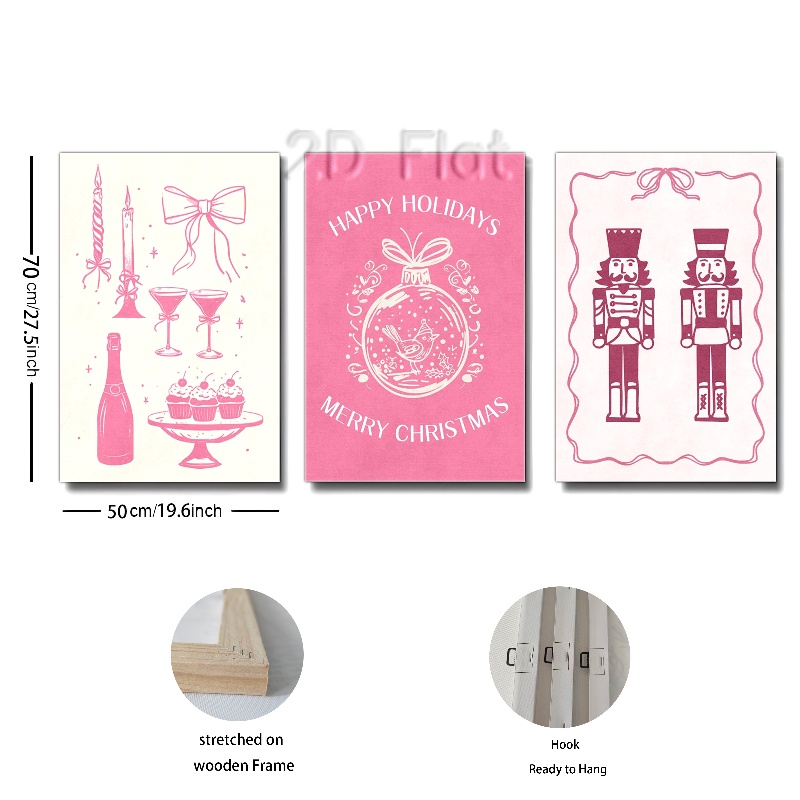 2D Flat
HAPPY HOLIDAYS
MERRY CHRISTMAS
70cm/27.5inch
50cm/19.6inch
stretched on
wooden Frame
Hook
Ready to Hang